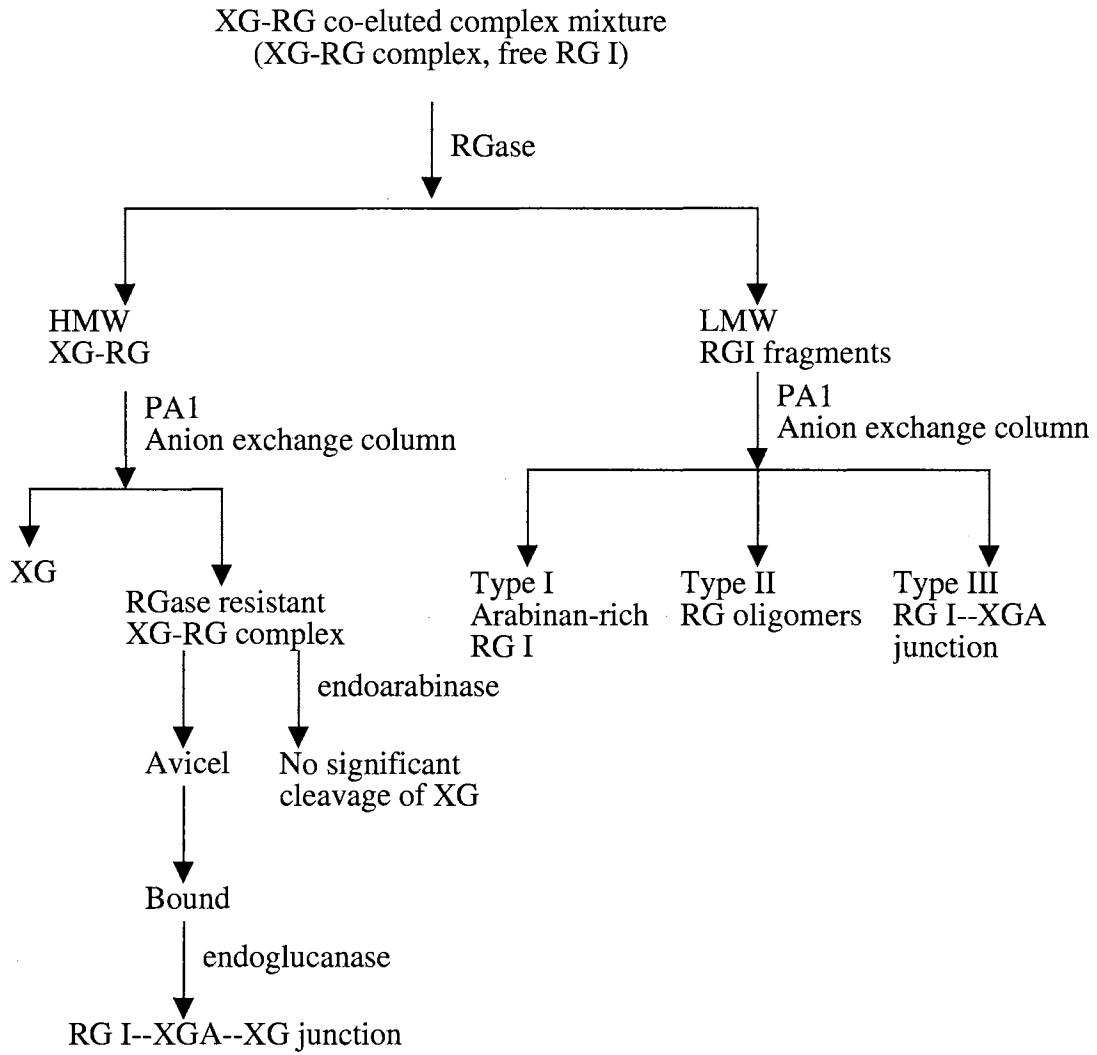 XG-RG co-eluted complex mixture
(XG-RG complex, free RG I)
RGase
HMW
XG-RG
LMW
RGI fragments
PA1
Anion exchange column
PA1
Anion exchange column
XG
RGase resistant
XG-RG complex
Type I
Arabinan-rich
RG I
Type II
RG oligomers
Type III
RG I--XGA
junction
endoarabinase
Avicel
No significant
cleavage of XG
Bound
endoglucanase
RG I--XGA--XG junction